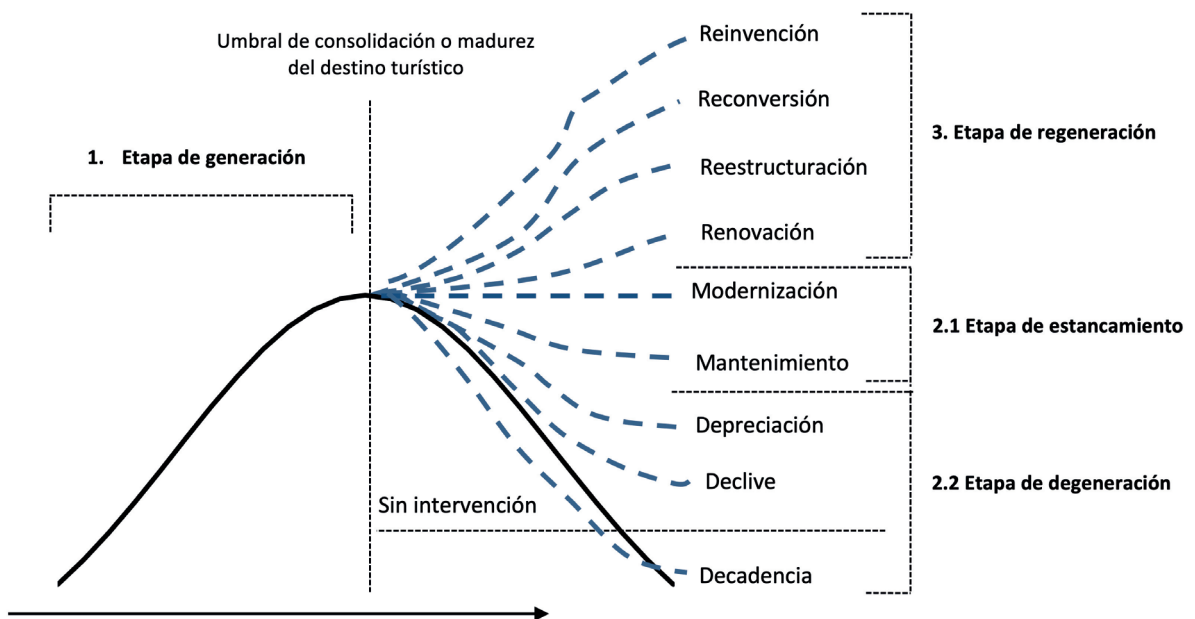 Umbral de consolidación o madurez
del destino turístico
1. Etapa de generación
Reinvención
Reconversión
Reestructuración
Renovación
3. Etapa de regeneración
Modernización
Mantenimiento
2.1 Etapa de estancamiento
Depreciación
Declive
Sin intervención
Decadencia
2.2 Etapa de degeneración